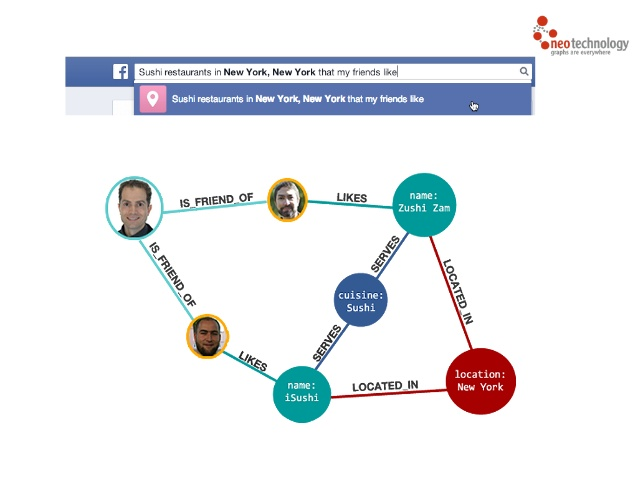 neotechnology
graphs are everywhere
Sushi restaurants in New York, New York that my friends like
Sushi restaurants in New York, New York that my friends like
IS_FRIEND_OF
LIKES
name:
Zushi Zam
IS_FRIEND_OF
SERVES
LOCATED_IN
cuisine:
Sushi
SERVES
LIKES
name:
iSushi
LOCATED_IN
location:
New York